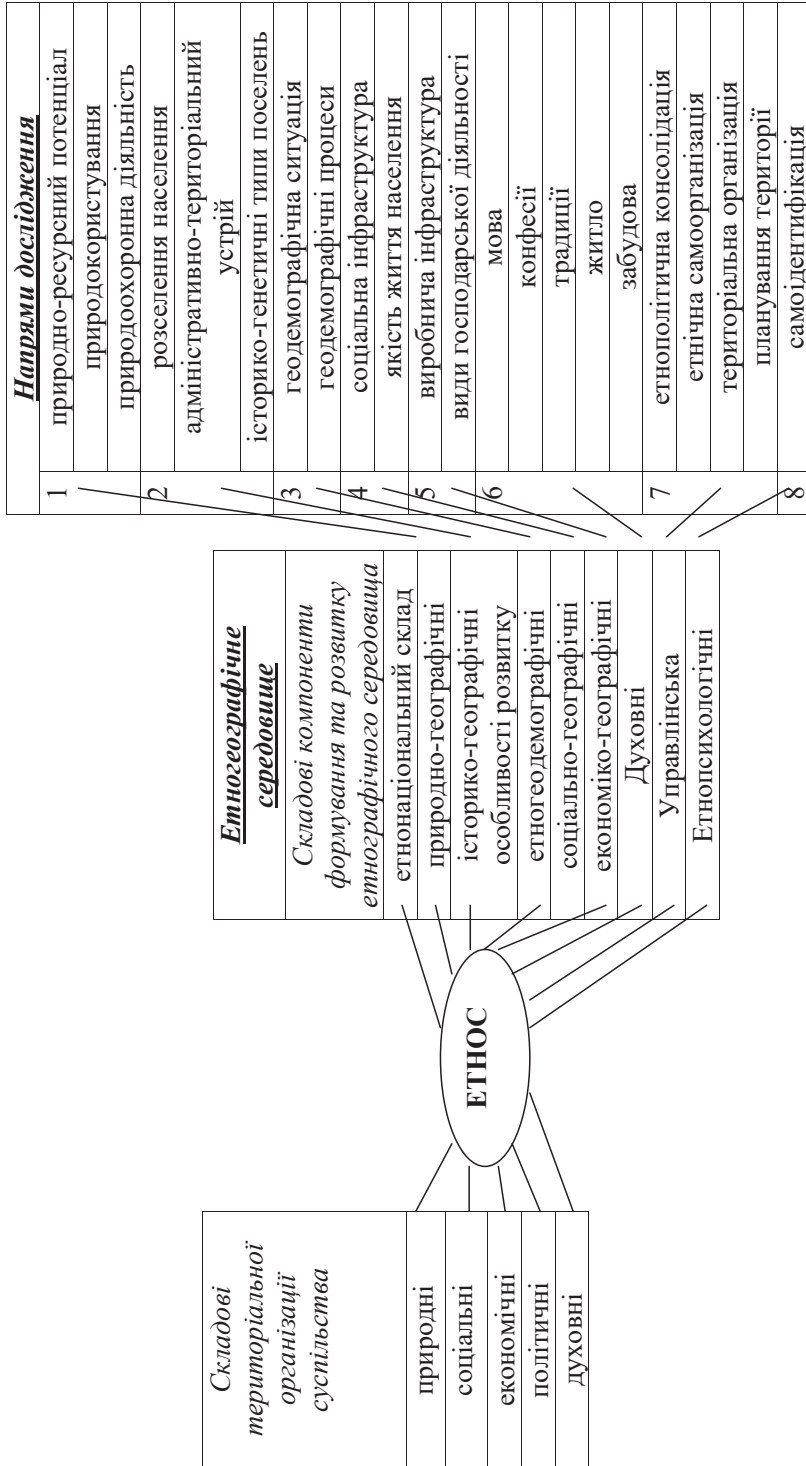 Складові
територіальної
організації
суспільства
природні
соціальні
економічні
політичні
духовні
ЕТНОС
Етногеографічне
середовище
Складові компоненти
формування та розвитку
етнографічного середовища
етнонаціональний склад
природно-географічні
історико-географічні
особливості розвитку
етногеодемографічні
соціально-географічні
економіко-географічні
Духовні
Управлінська
Етнопсихологічні
Напрями дослідження
1 природно-ресурсний потенціал
природокористування
природоохоронна діяльність
2 розселення населення
адміністративно-територіальний
устрій
історико-генетичні типи поселень
3 геодемографічна ситуація
геодемографічні процеси
4 соціальна інфраструктура
якість життя населення
5 виробнича інфраструктура
види господарської діяльності
6 мова
конфесії
традиції
житло
забудова
7 етнополітична консолідація
етнічна самоорганізація
територіальна організація
планування території
8 самоідентифікація